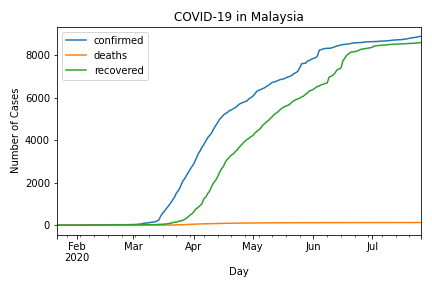 COVID-19 in Malaysia
confirmed
deaths
recovered
Number of Cases
8000
6000
4000
2000
0
Feb
2020
Mar
Apr
May
Jun
Jul
Day